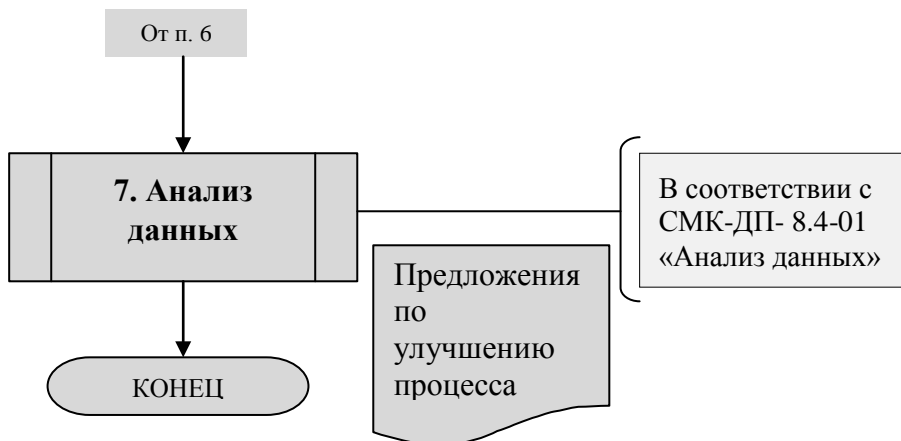 От п. 6
7. Анализ
данных
В соответствии с
СМК-ДП- 8.4-01
«Анализ данных»
Предложения
по
улучшению
процесса
КОНЕЦ